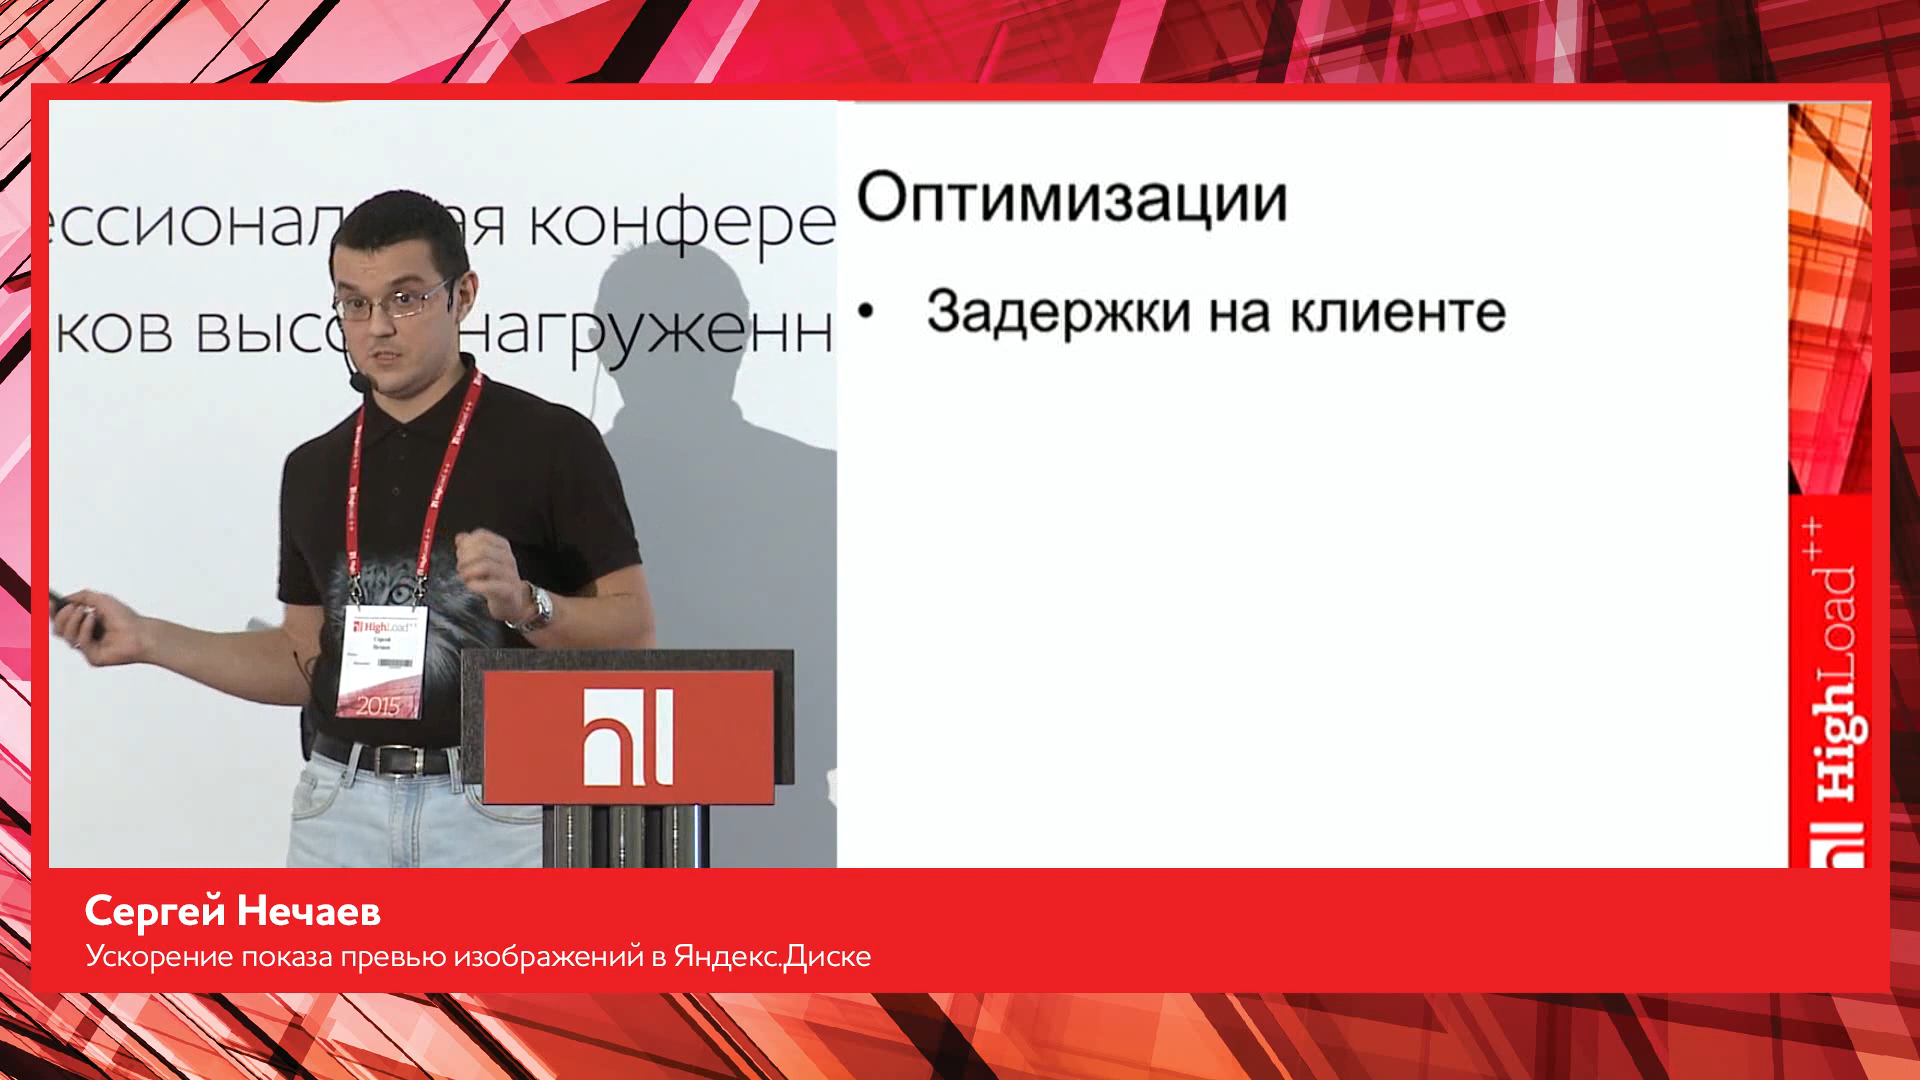 ессионал ая конфере
ков высо нагруженн
Оптимизации
• Задержки на клиенте
HighLoad++
2015
HighLoad++
Сергей Нечаев
Ускорение показа превью изображений в Яндекс.Диске